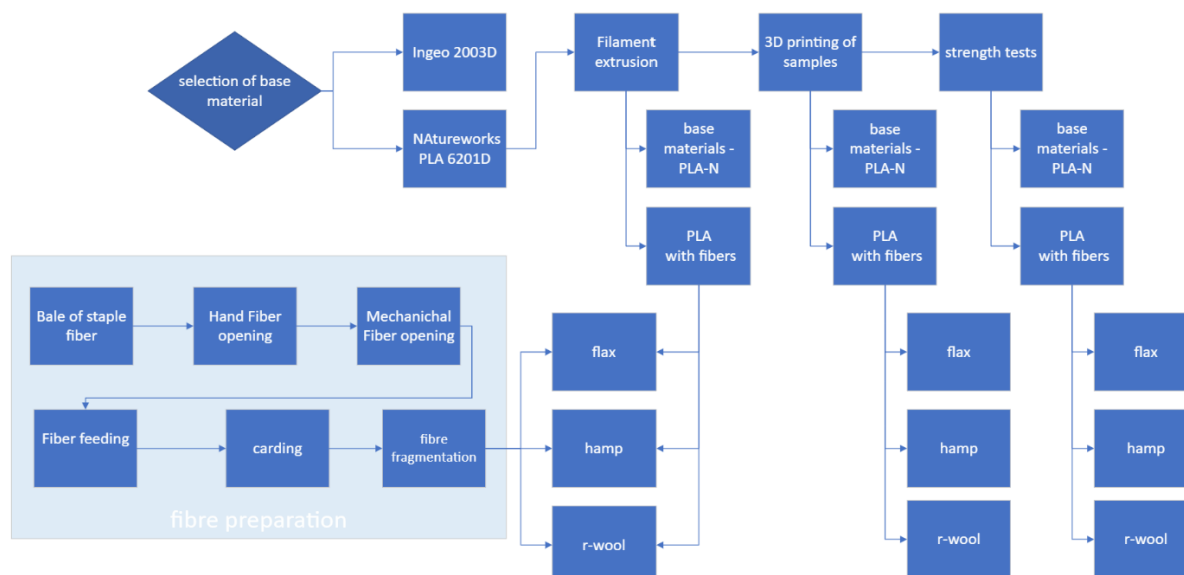 selection of base
material
Ingeo 2003D
NAtureworks
PLA 6201D
Filament
extrusion
3D printing of
samples
strength tests
base
materials -
PLA-N
base
materials -
PLA-N
base
materials -
PLA-N
PLA
with fibers
PLA
with fibers
PLA
with fibers
Bale of staple
fiber
Hand Fiber
opening
Mechanichal
Fiber opening
Fiber feeding
carding
fibre
fragmentation
fibre preparation
flax
hamp
r-wool
flax
hamp
r-wool
flax
hamp
r-wool